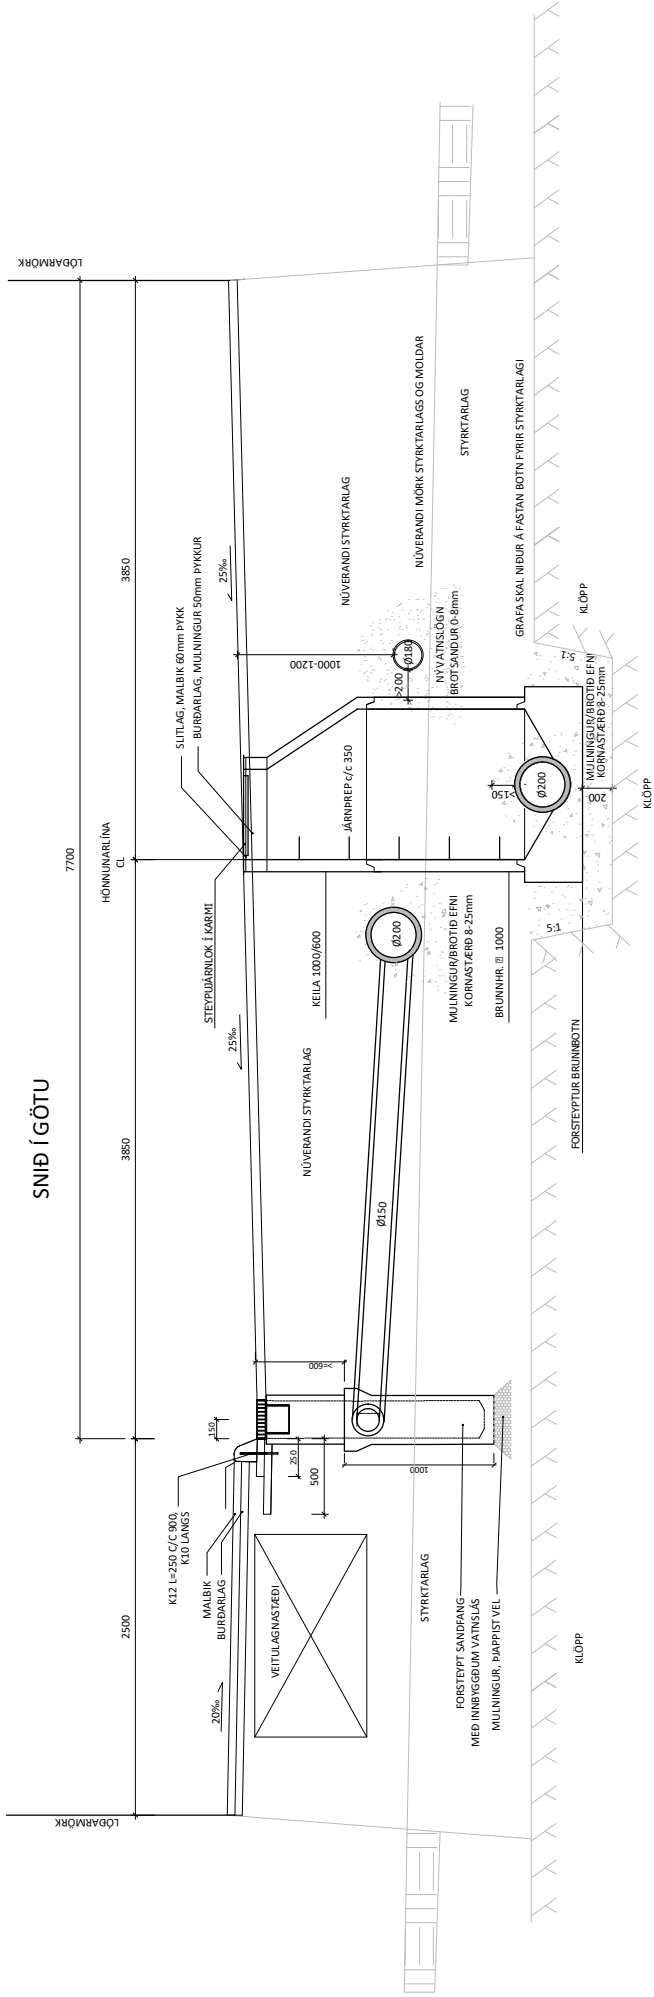 SNIÐ Í GÖTU
LÓÐARMÖRK
LÓÐARMÖRK
7700
2500
3850
3850
HÖNNUNARLÍNA
CL
SLITLAG, MALBIK 60mm ÞYKK
BURÐARLAG, MULNINGUR 50mm ÞYKKUR
STEYPUJÁRNLOK Í KARMI
K12 L=250 C/C 900,
K10 LANGS
MALBIK
BURÐARLAG
20‰
25‰
25‰
150
250
500
>=600
1000
VEITULAGNASTÆÐI
NÚVERANDI STYRKTARLAG
KEILA 1000/600
JÁRNÞREP c/c 350
1000-1200
NÚVERANDI STYRKTARLAG
Ø180
>200
NÝ VATNSLÖGN
BROTSANDUR 0-8mm
NÚVERANDI MÖRK STYRKTARLAGS OG MOLDAR
STYRKTARLAG
Ø150
Ø200
MULNINGUR/BROTIÐ EFNI
KORNASTÆRÐ 8-25mm
BRUNNHR. 1000
>150
Ø200
GRAFA SKAL NIÐUR Á FASTAN BOTN FYRIR STYRKTARLAGI
STYRKTARLAG
FORSTEYPT SANDFANG
MEÐ INNBYGGÐUM VATNSLÁS
MULNINGUR, ÞJAPPIST VEL
5:1
5:1
FORSTEYPTUR BRUNNBOTN
MULNINGUR/BROTIÐ EFNI
KORNASTÆRÐ 8-25mm
200
KLÖPP
KLÖPP
KLÖPP